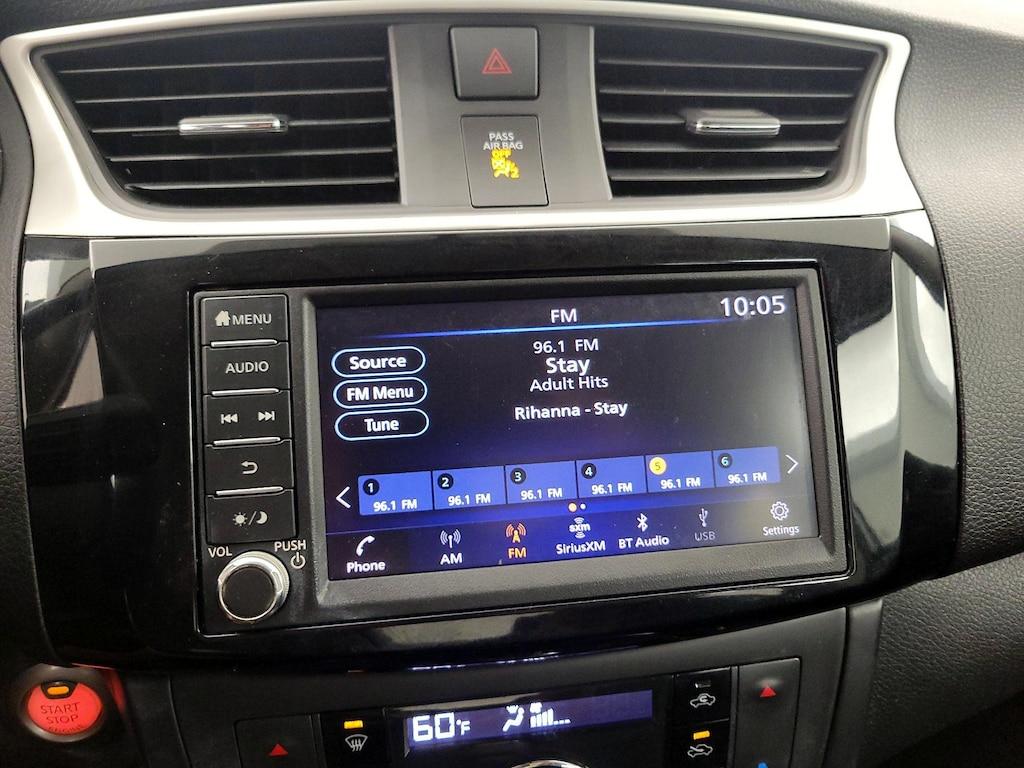 PASS
AIR BAG
OFF
2
MENU
AUDIO
VOL
PUSH
FM
10:05
Source
FM Menu
Tune
96.1 FM
Stay
Adult Hits
Rihanna - Stay
1 2 3 4 5 6
96.1 FM 96.1 FM 96.1 FM 96.1 FM 96.1 FM 96.1 FM
Phone
AM
FM
sxm
SiriusXM
BT Audio
USB
Settings
START
STOP
60°F